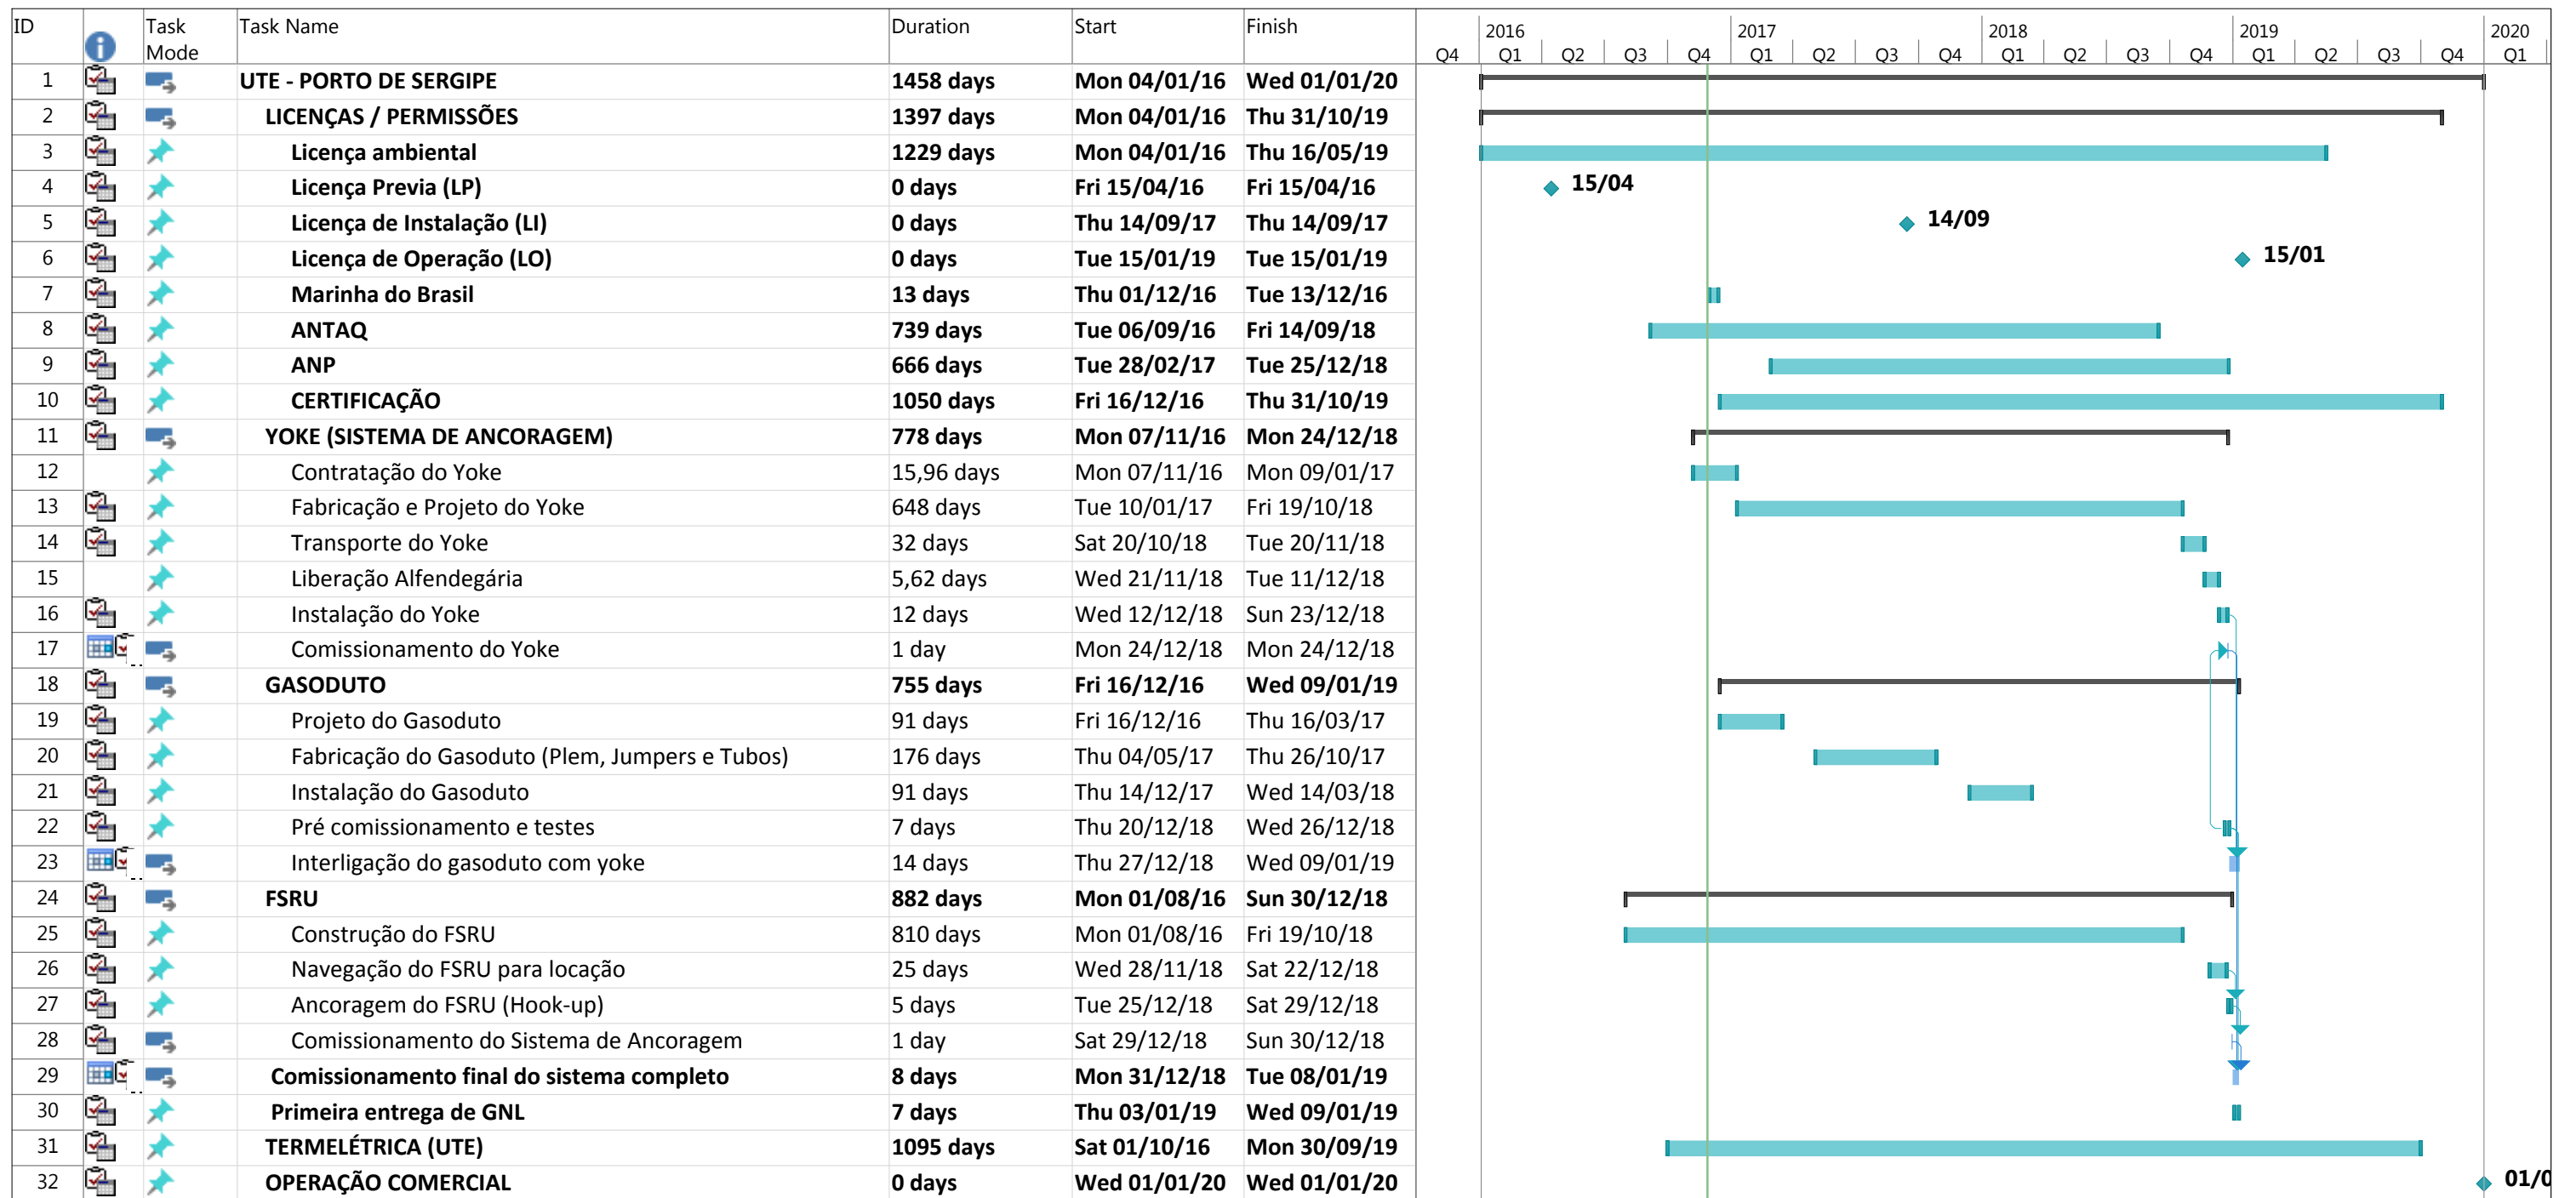 ID Task Mode Task Name Duration Start Finish
2016 2017 2018 2019 2020
Q4 Q1 Q2 Q3 Q4 Q1 Q2 Q3 Q4 Q1 Q2 Q3 Q4 Q1 Q2 Q3 Q4 Q1
1 UTE - PORTO DE SERGIPE 1458 days Mon 04/01/16 Wed 01/01/20
2 LICENÇAS / PERMISSÕES 1397 days Mon 04/01/16 Thu 31/10/19
3 Licença ambiental 1229 days Mon 04/01/16 Thu 16/05/19
4 Licença Previa (LP) 0 days Fri 15/04/16 Fri 15/04/16 15/04
5 Licença de Instalação (LI) 0 days Thu 14/09/17 Thu 14/09/17 14/09
6 Licença de Operação (LO) 0 days Tue 15/01/19 Tue 15/01/19 15/01
7 Marinha do Brasil 13 days Thu 01/12/16 Tue 13/12/16
8 ANTAQ 739 days Tue 06/09/16 Fri 14/09/18
9 ANP 666 days Tue 28/02/17 Tue 25/12/18
10 CERTIFICAÇÃO 1050 days Fri 16/12/16 Thu 31/10/19
11 YOKE (SISTEMA DE ANCORAGEM) 778 days Mon 07/11/16 Mon 24/12/18
12 Contratação do Yoke 15,96 days Mon 07/11/16 Mon 09/01/17
13 Fabricação e Projeto do Yoke 648 days Tue 10/01/17 Fri 19/10/18
14 Transporte do Yoke 32 days Sat 20/10/18 Tue 20/11/18
15 Liberação Alfendegária 5,62 days Wed 21/11/18 Tue 11/12/18
16 Instalação do Yoke 12 days Wed 12/12/18 Sun 23/12/18
17 Comissionamento do Yoke 1 day Mon 24/12/18 Mon 24/12/18
18 GASODUTO 755 days Fri 16/12/16 Wed 09/01/19
19 Projeto do Gasoduto 91 days Fri 16/12/16 Thu 16/03/17
20 Fabricação do Gasoduto (Plem, Jumpers e Tubos) 176 days Thu 04/05/17 Thu 26/10/17
21 Instalação do Gasoduto 91 days Thu 14/12/17 Wed 14/03/18
22 Pré comissionamento e testes 7 days Thu 20/12/18 Wed 26/12/18
23 Interligação do gasoduto com yoke 14 days Thu 27/12/18 Wed 09/01/19
24 FSRU 882 days Mon 01/08/16 Sun 30/12/18
25 Construção do FSRU 810 days Mon 01/08/16 Fri 19/10/18
26 Navegação do FSRU para locação 25 days Wed 28/11/18 Sat 22/12/18
27 Ancoragem do FSRU (Hook-up) 5 days Tue 25/12/18 Sat 29/12/18
28 Comissionamento do Sistema de Ancoragem 1 day Sat 29/12/18 Sun 30/12/18
29 Comissionamento final do sistema completo 8 days Mon 31/12/18 Tue 08/01/19
30 Primeira entrega de GNL 7 days Thu 03/01/19 Wed 09/01/19
31 TERMELÉTRICA (UTE) 1095 days Sat 01/10/16 Mon 30/09/19
32 OPERAÇÃO COMERCIAL 0 days Wed 01/01/20 Wed 01/01/20